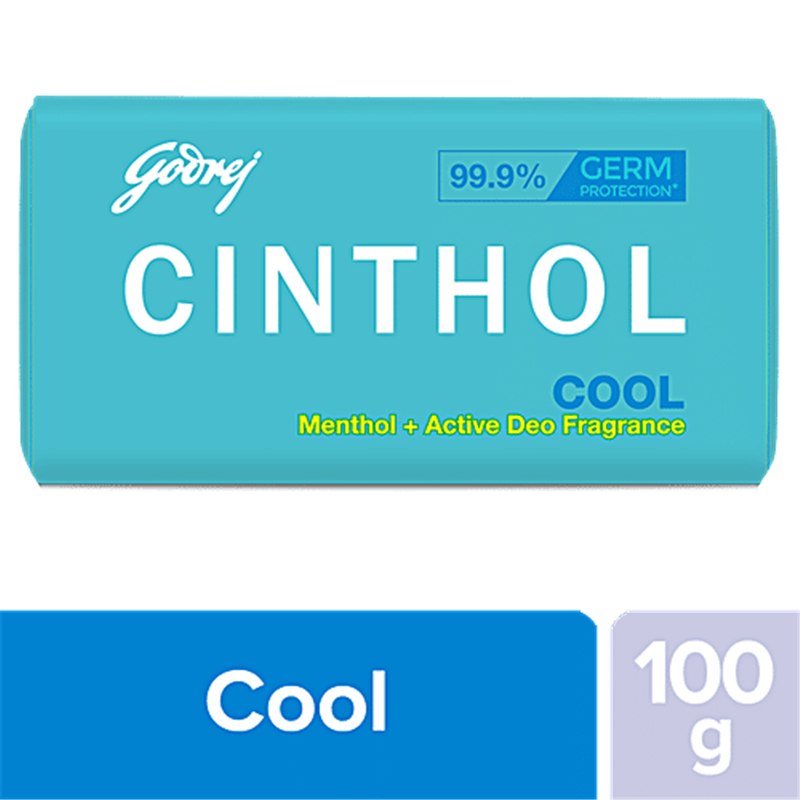 Godrej
99.9% GERM
PROTECTION*
CINTHOL
COOL
Menthol + Active Deo Fragrance
Cool
100
g